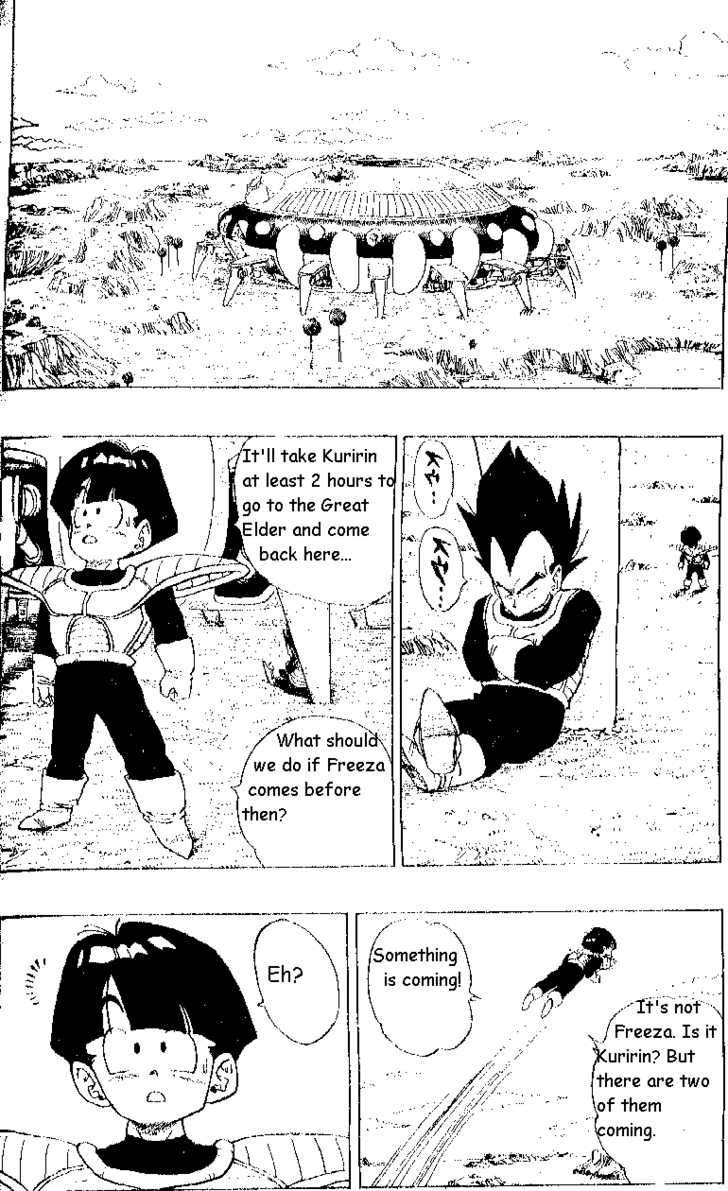 It'll take Kuririn
at least 2 hours to
go to the Great
Elder and come
back here...
What should
we do if Freeza
comes before
then?
Eh?
Something
is coming!
It's not
Freeza. Is it
Kuririn? But
there are two
of them
coming.